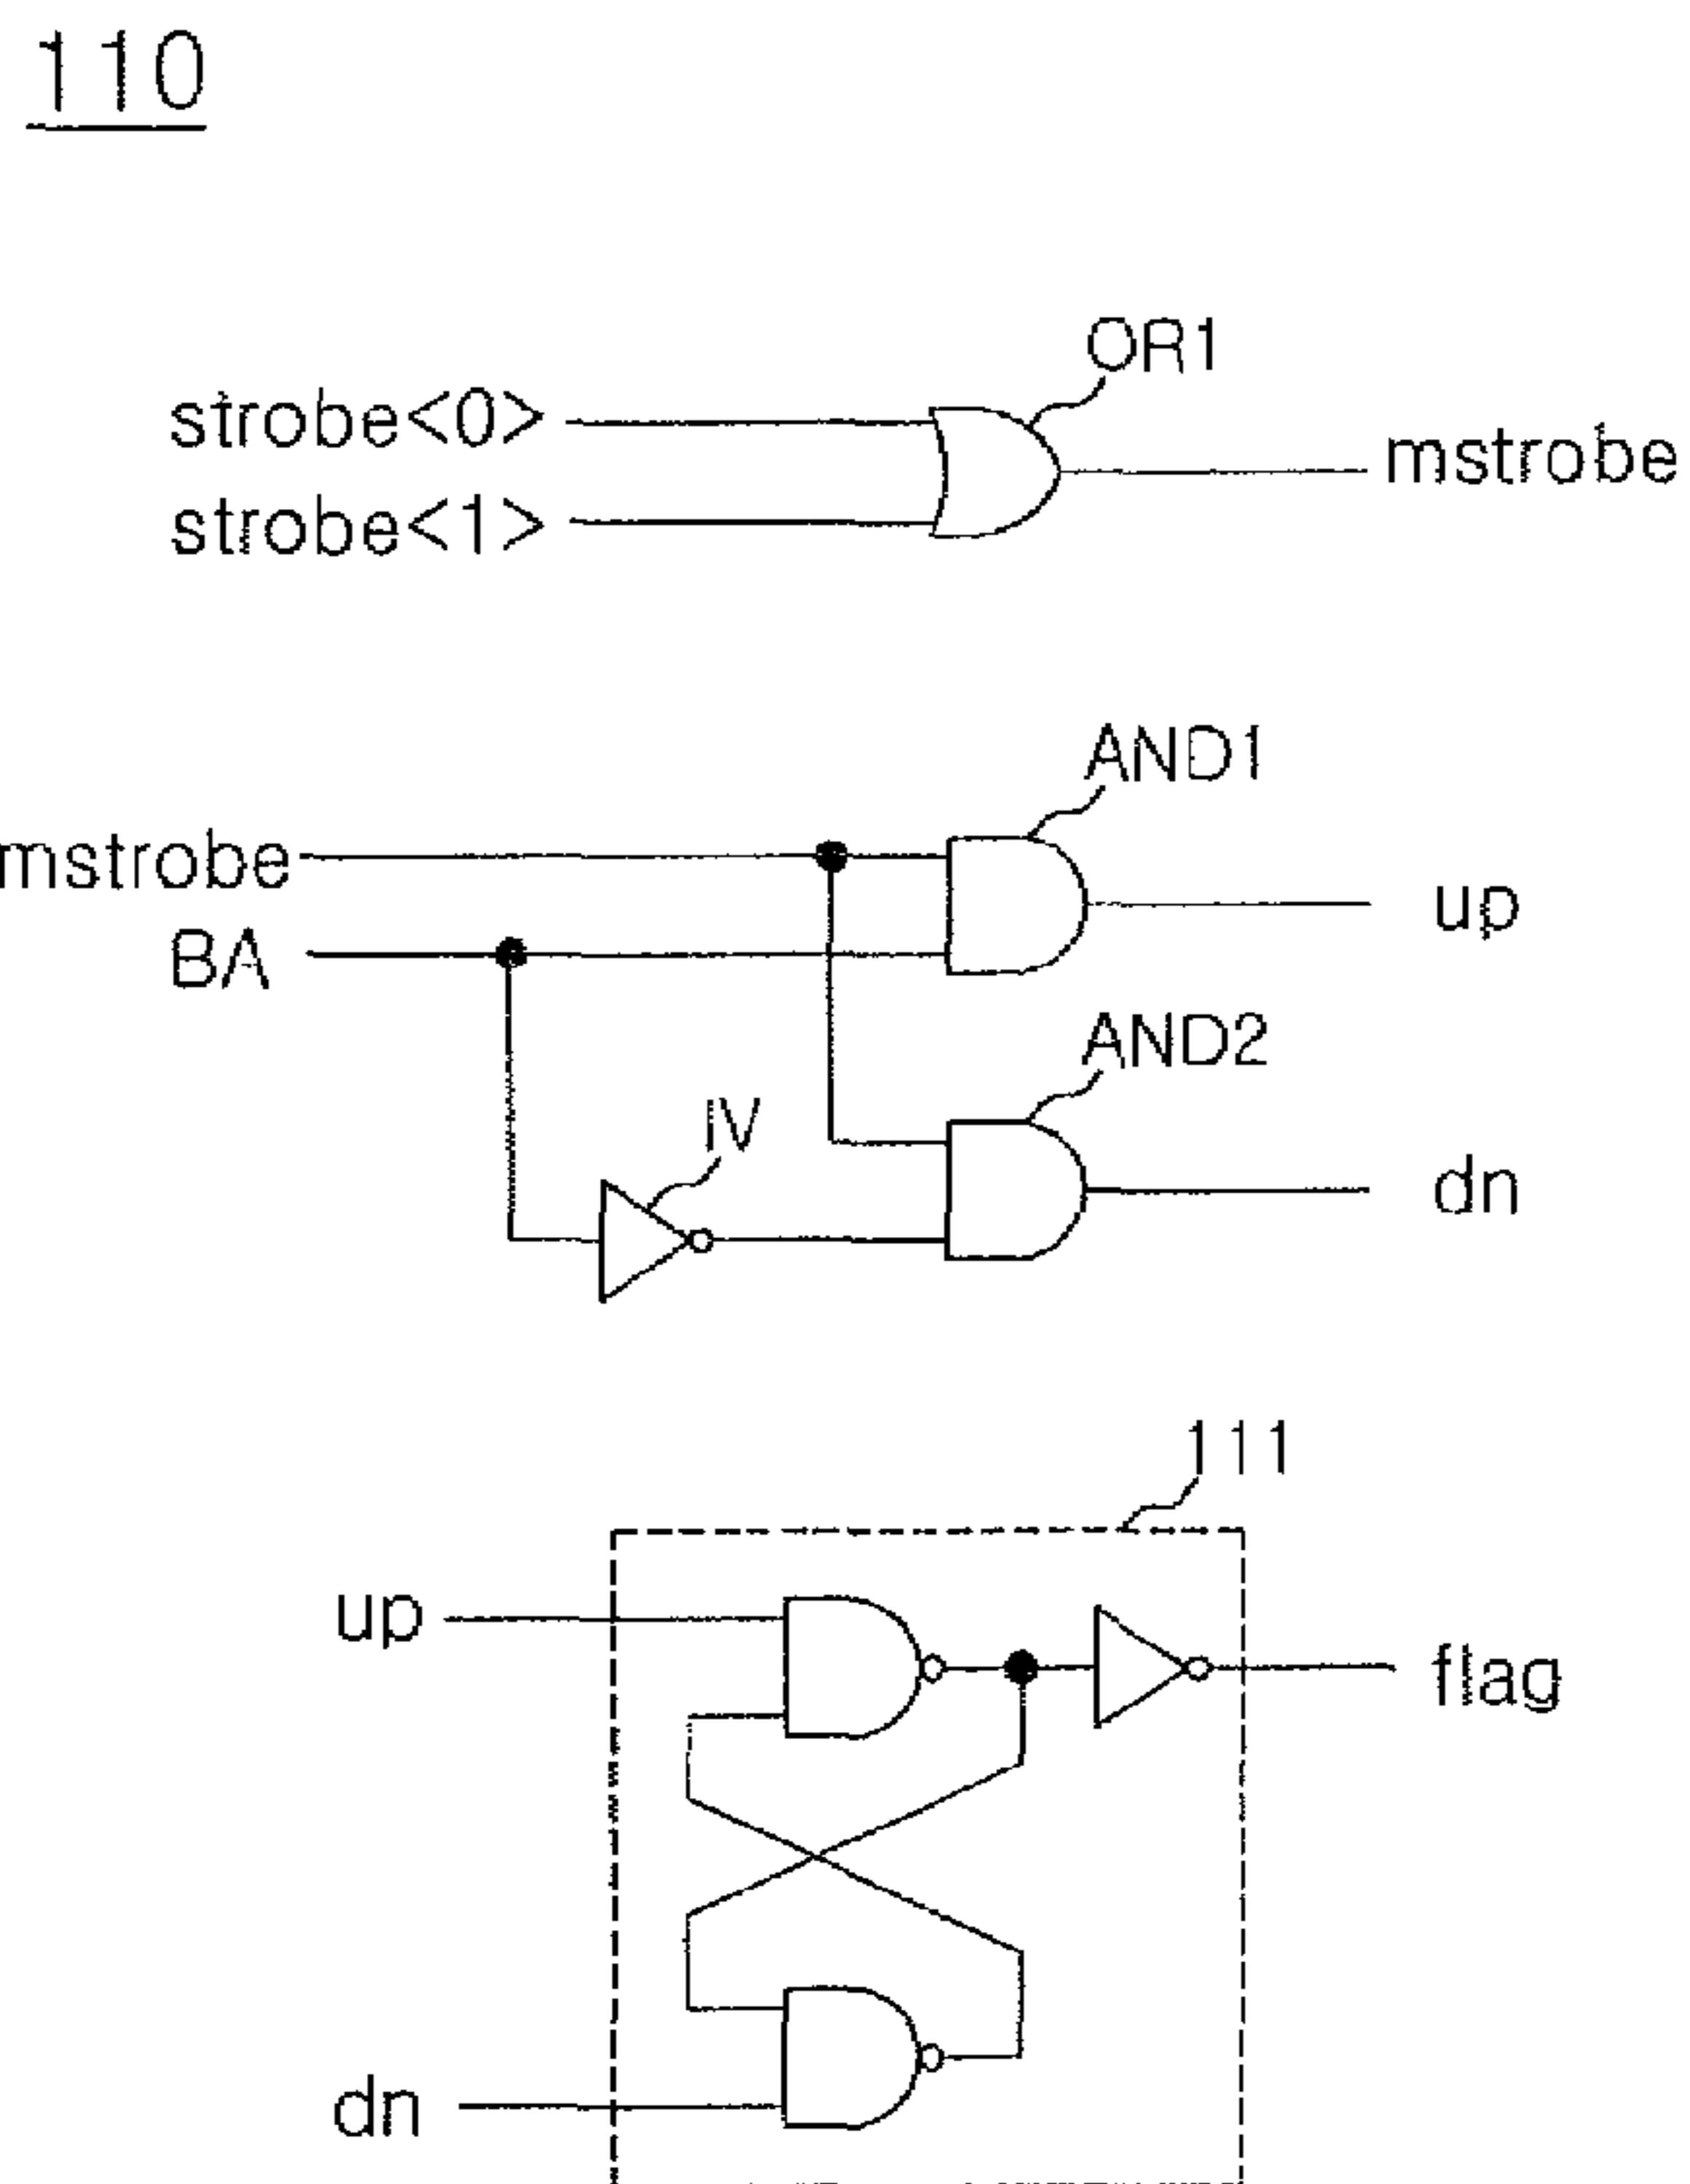 110
OR1
strobe<0>
mstrobe
strobe<1>
AND1
mstrobe
up
BA
AND2
IV
dn
111
up
flag
dn